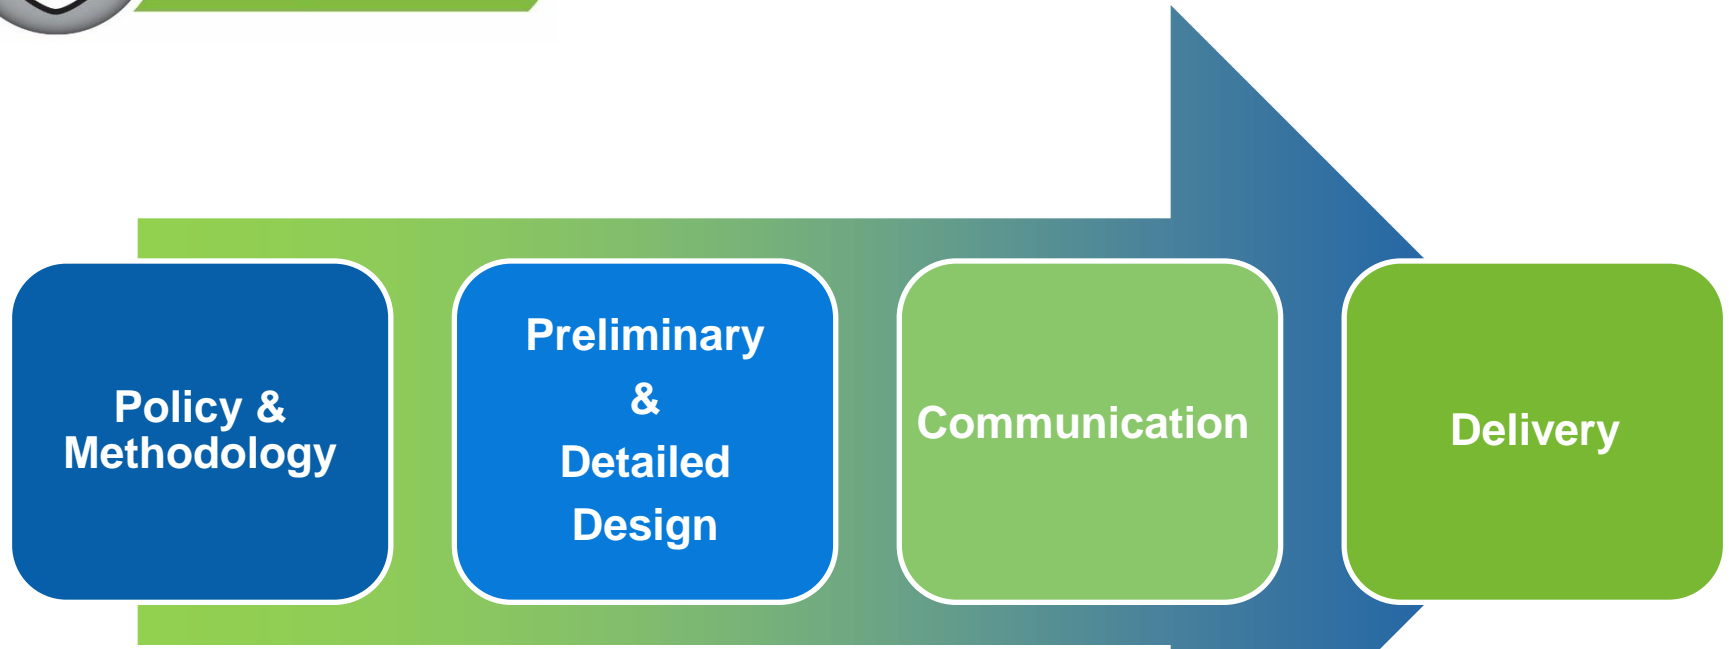 Policy &
Methodology
Preliminary
&
Detailed
Design
Communication
Delivery